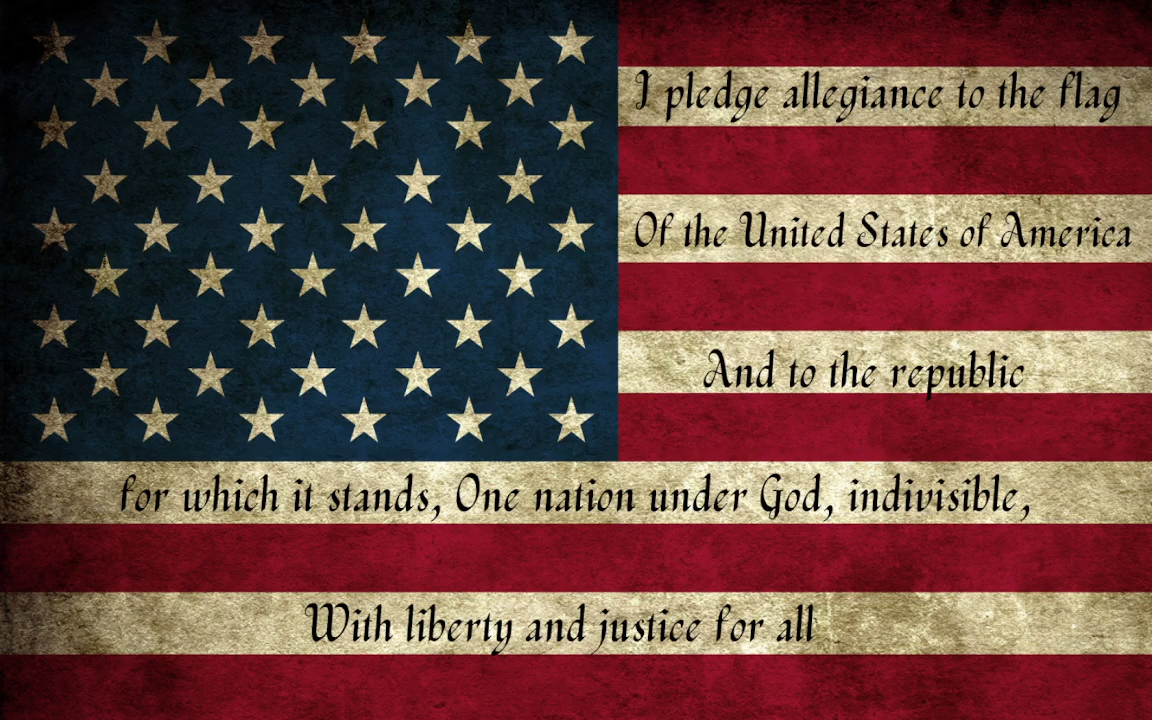 I pledge allegiance to the flag
Of the United States of America
And to the republic
for which it stands, One nation under God, indivisible,
With liberty and justice for all